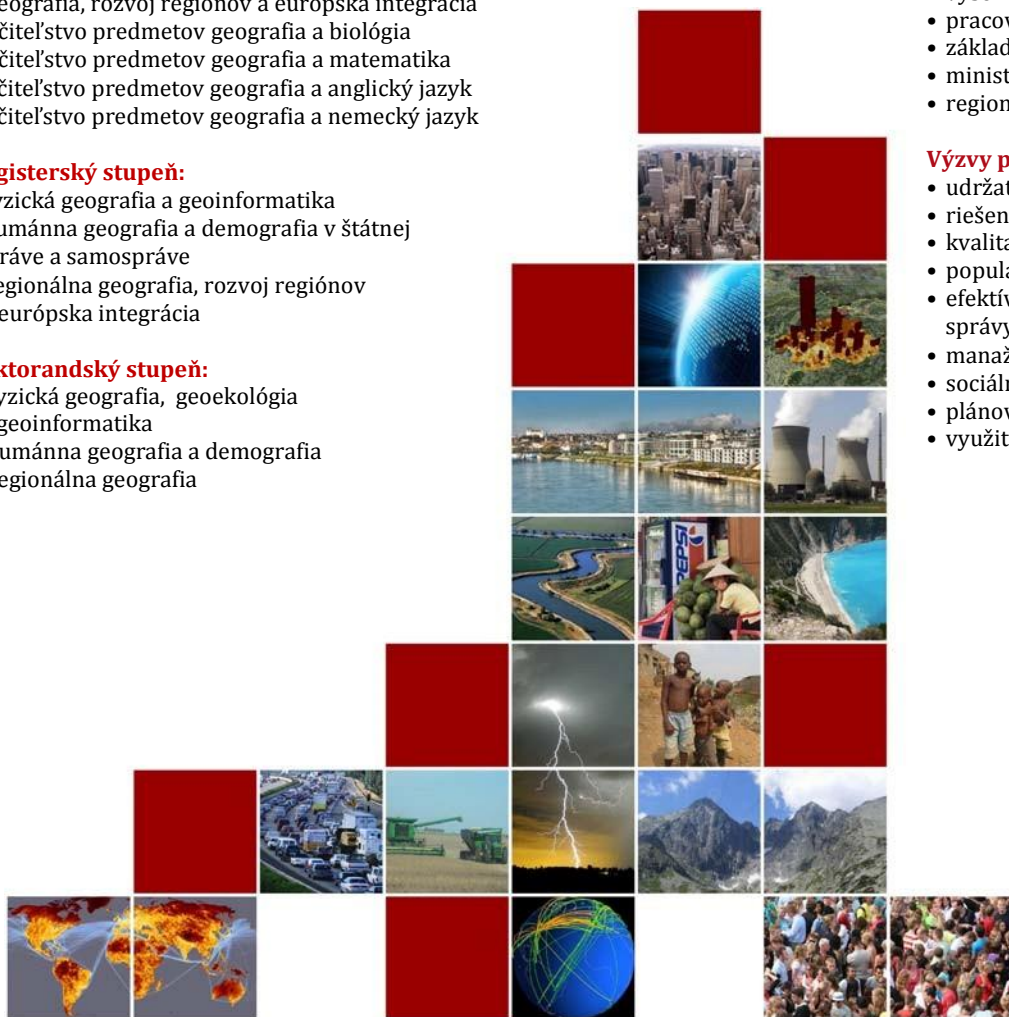 eografia, rozvoj regiónov a európska integrácia
čiteľstvo predmetov geografia a biológia
čiteľstvo predmetov geografia a matematika
čiteľstvo predmetov geografia a anglický jazyk
čiteľstvo predmetov geografia a nemecký jazyk
gisterský stupeň:
yzická geografia a geoinformatika
umánna geografia a demografia v štátnej
ráve a samospráve
egionálna geografia, rozvoj regiónov
európska integrácia
ktorandský stupeň:
yzická geografia, geoekológia
geoinformatika
umánna geografia a demografia
egionálna geografia
• pracov
• základ
• minist
• region
Výzvy p
• udržat
• riešen
• kvalita
• popula
• efektív
správy
• manaž
• sociáln
• plánov
• využit
PEPSI